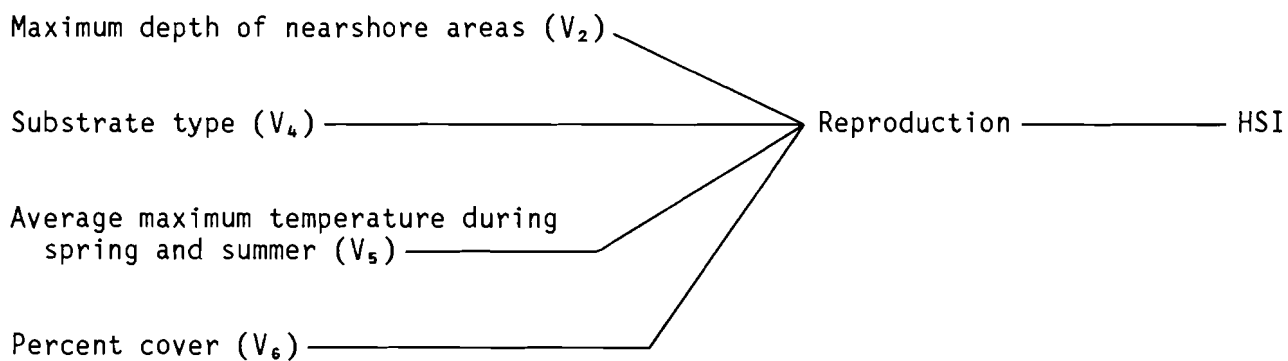 Maximum depth of nearshore areas (V₂)
Substrate type (V₄) Reproduction HSI
Average maximum temperature during
spring and summer (V₅)
Percent cover (V₆)